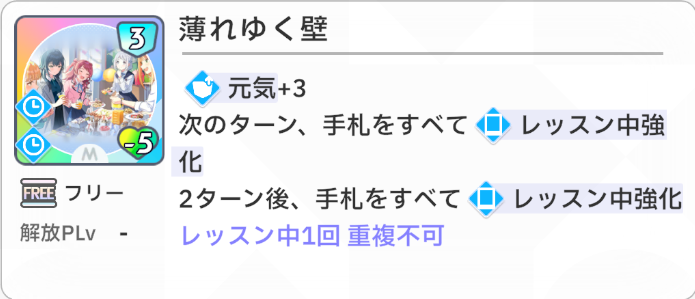 薄れゆく壁
3
-5
M
元気+3
次のターン、手札をすべて レッスン中強
化
2ターン後、手札をすべて レッスン中強化
レッスン中1回 重複不可
FREE フリー
解放PLv -